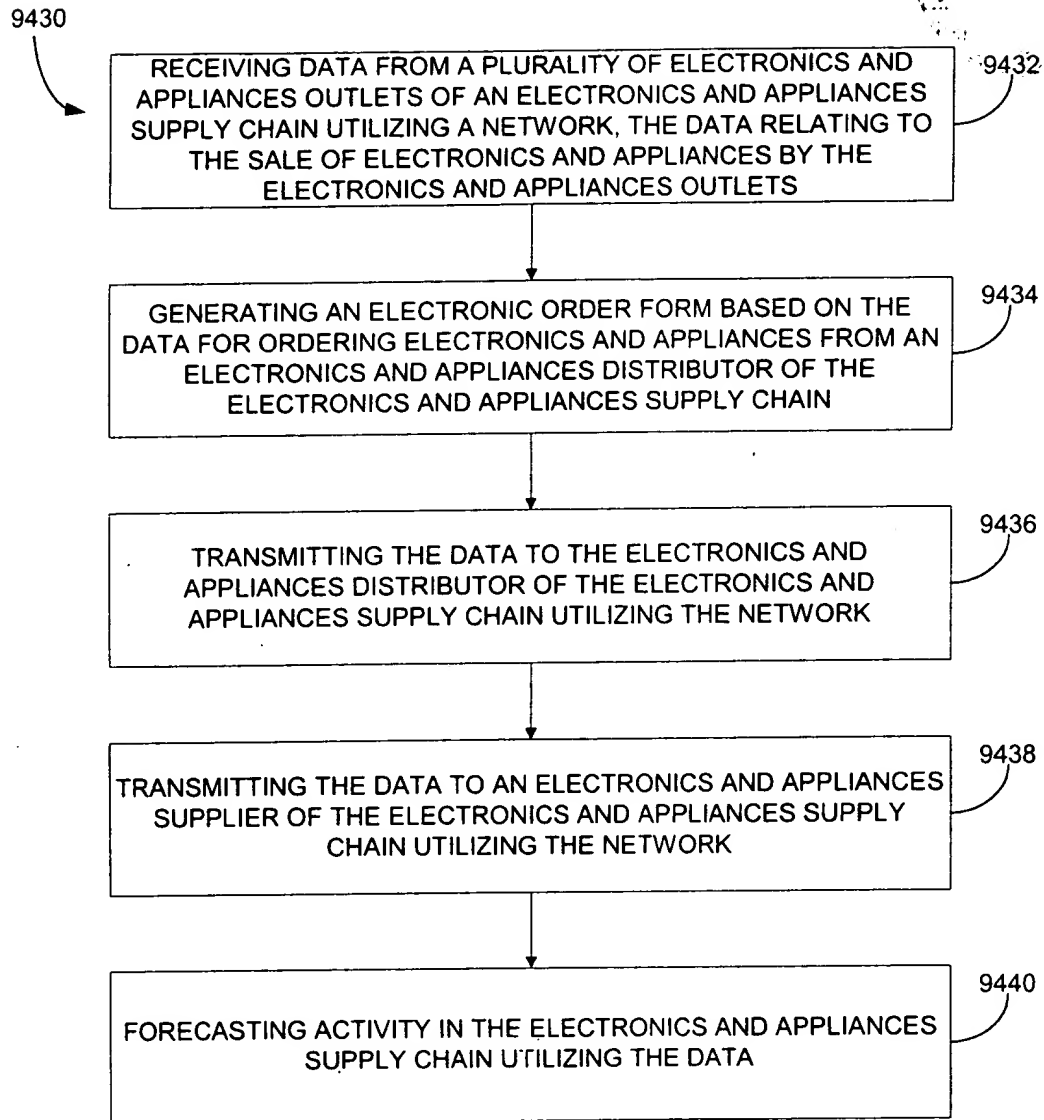 9430
RECEIVING DATA FROM A PLURALITY OF ELECTRONICS AND
APPLIANCES OUTLETS OF AN ELECTRONICS AND APPLIANCES
SUPPLY CHAIN UTILIZING A NETWORK, THE DATA RELATING TO
THE SALE OF ELECTRONICS AND APPLIANCES BY THE
ELECTRONICS AND APPLIANCES OUTLETS
9432
GENERATING AN ELECTRONIC ORDER FORM BASED ON THE
DATA FOR ORDERING ELECTRONICS AND APPLIANCES FROM AN
ELECTRONICS AND APPLIANCES DISTRIBUTOR OF THE
ELECTRONICS AND APPLIANCES SUPPLY CHAIN
9434
TRANSMITTING THE DATA TO THE ELECTRONICS AND
APPLIANCES DISTRIBUTOR OF THE ELECTRONICS AND
APPLIANCES SUPPLY CHAIN UTILIZING THE NETWORK
9436
TRANSMITTING THE DATA TO AN ELECTRONICS AND APPLIANCES
SUPPLIER OF THE ELECTRONICS AND APPLIANCES SUPPLY
CHAIN UTILIZING THE NETWORK
9438
FORECASTING ACTIVITY IN THE ELECTRONICS AND APPLIANCES
SUPPLY CHAIN UTILIZING THE DATA
9440